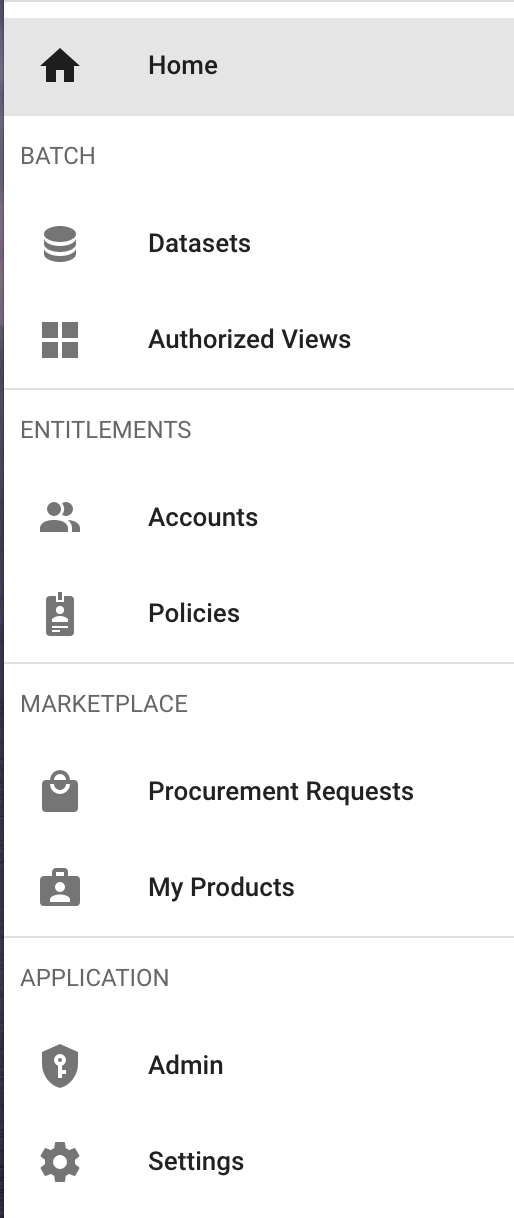 Home
BATCH
Datasets
Authorized Views
ENTITLEMENTS
Accounts
Policies
MARKETPLACE
Procurement Requests
My Products
APPLICATION
Admin
Settings